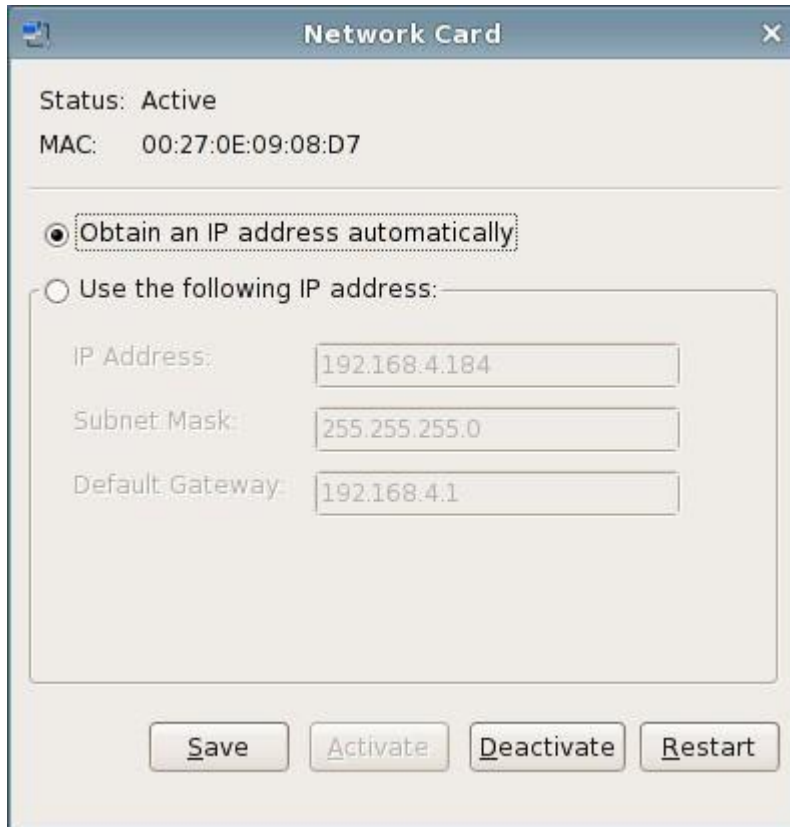 Network Card
Status: Active
MAC: 00:27:0E:09:08:D7
Obtain an IP address automatically
Use the following IP address:
IP Address: 192.168.4.184
Subnet Mask: 255.255.255.0
Default Gateway: 192.168.4.1
Save Activate Deactivate Restart